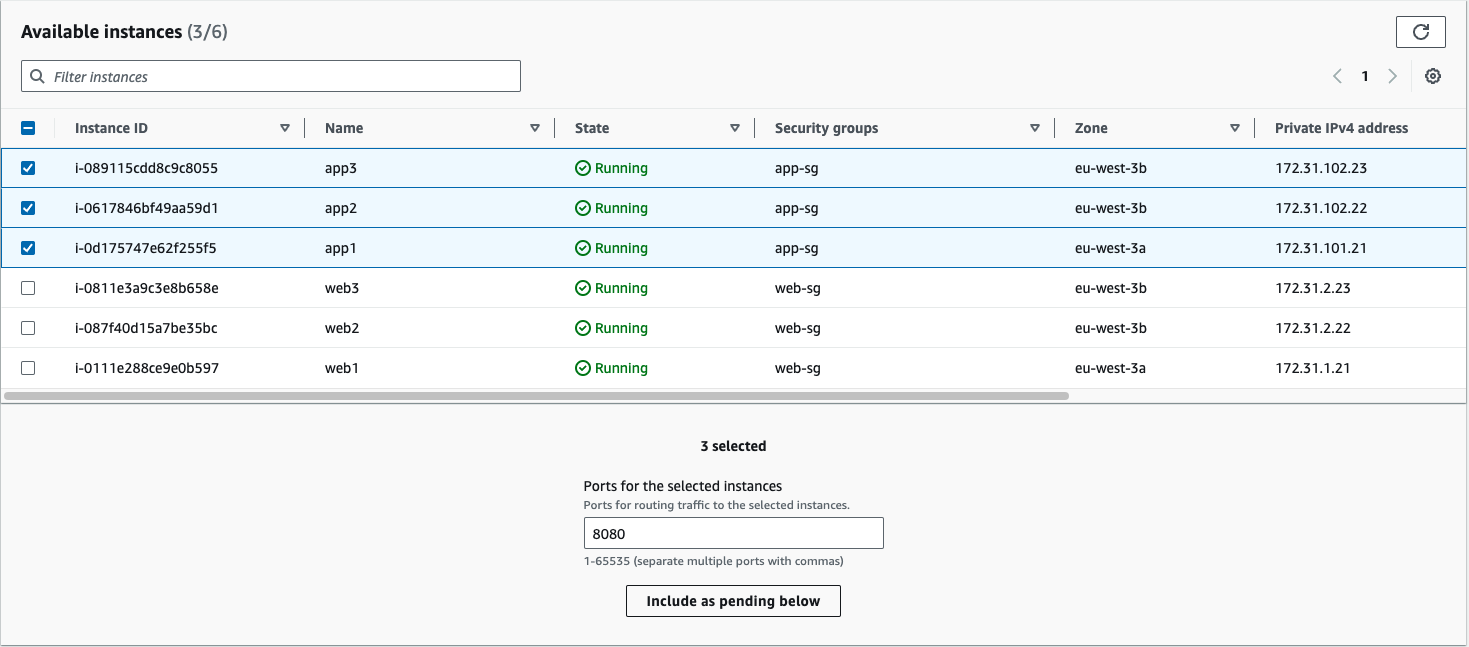 Available instances (3/6)
Filter instances
1
Instance ID Name State Security groups Zone Private IPv4 address
i-089115cdd8c9c8055 app3 Running app-sg eu-west-3b 172.31.102.23
i-0617846bf49aa59d1 app2 Running app-sg eu-west-3b 172.31.102.22
i-0d175747e62f255f5 app1 Running app-sg eu-west-3a 172.31.101.21
i-0811e3a9c3e8b658e web3 Running web-sg eu-west-3b 172.31.2.23
i-087f40d15a7be35bc web2 Running web-sg eu-west-3b 172.31.2.22
i-0111e288ce9e0b597 web1 Running web-sg eu-west-3a 172.31.1.21
3 selected
Ports for the selected instances
Ports for routing traffic to the selected instances.
8080
1-65535 (separate multiple ports with commas)
Include as pending below